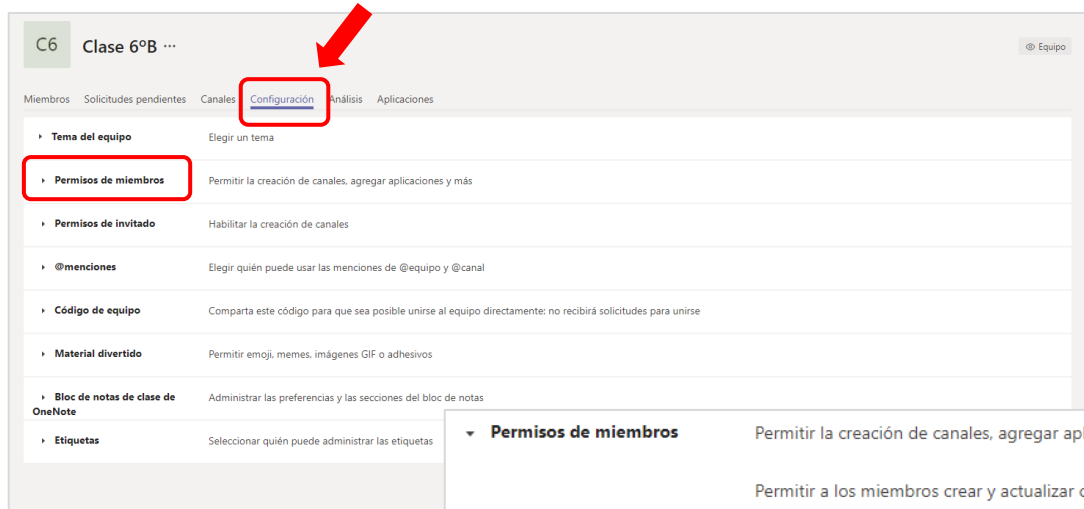 C6 Clase 6ºB ···
Equipo
Miembros Solicitudes pendientes Canales Configuración Análisis Aplicaciones
Tema del equipo Elegir un tema
Permisos de miembros Permitir la creación de canales, agregar aplicaciones y más
Permisos de invitado Habilitar la creación de canales
@menciones Elegir quién puede usar las menciones de @equipo y @canal
Código de equipo Comparta este código para que sea posible unirse al equipo directamente: no recibirá solicitudes para unirse
Material divertido Permitir emoji, memes, imágenes GIF o adhesivos
Bloc de notas de clase de Administrar las preferencias y las secciones del bloc de notas
OneNote
Etiquetas Seleccionar quién puede administrar las etiquetas
Permisos de miembros Permitir la creación de canales, agregar
Permitir a los miembros crear y actualizar